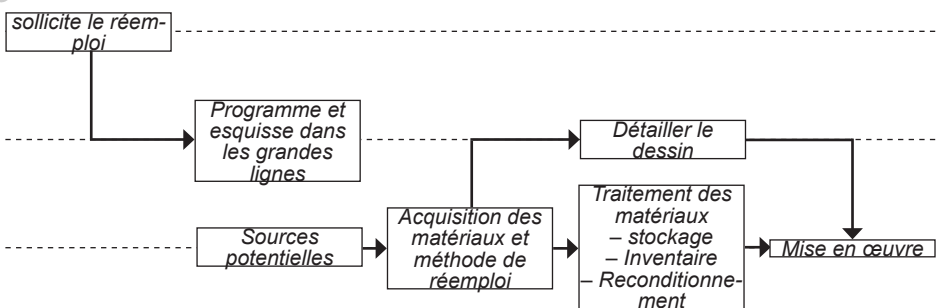 sollicite le réem-
ploi
Programme et
esquisse dans
les grandes
lignes
Détailler le
dessin
Sources
potentielles
Acquisition des
matériaux et
méthode de
réemploi
Traitement des
matériaux
– stockage
– Inventaire
– Reconditionne-
ment
Mise en œuvre